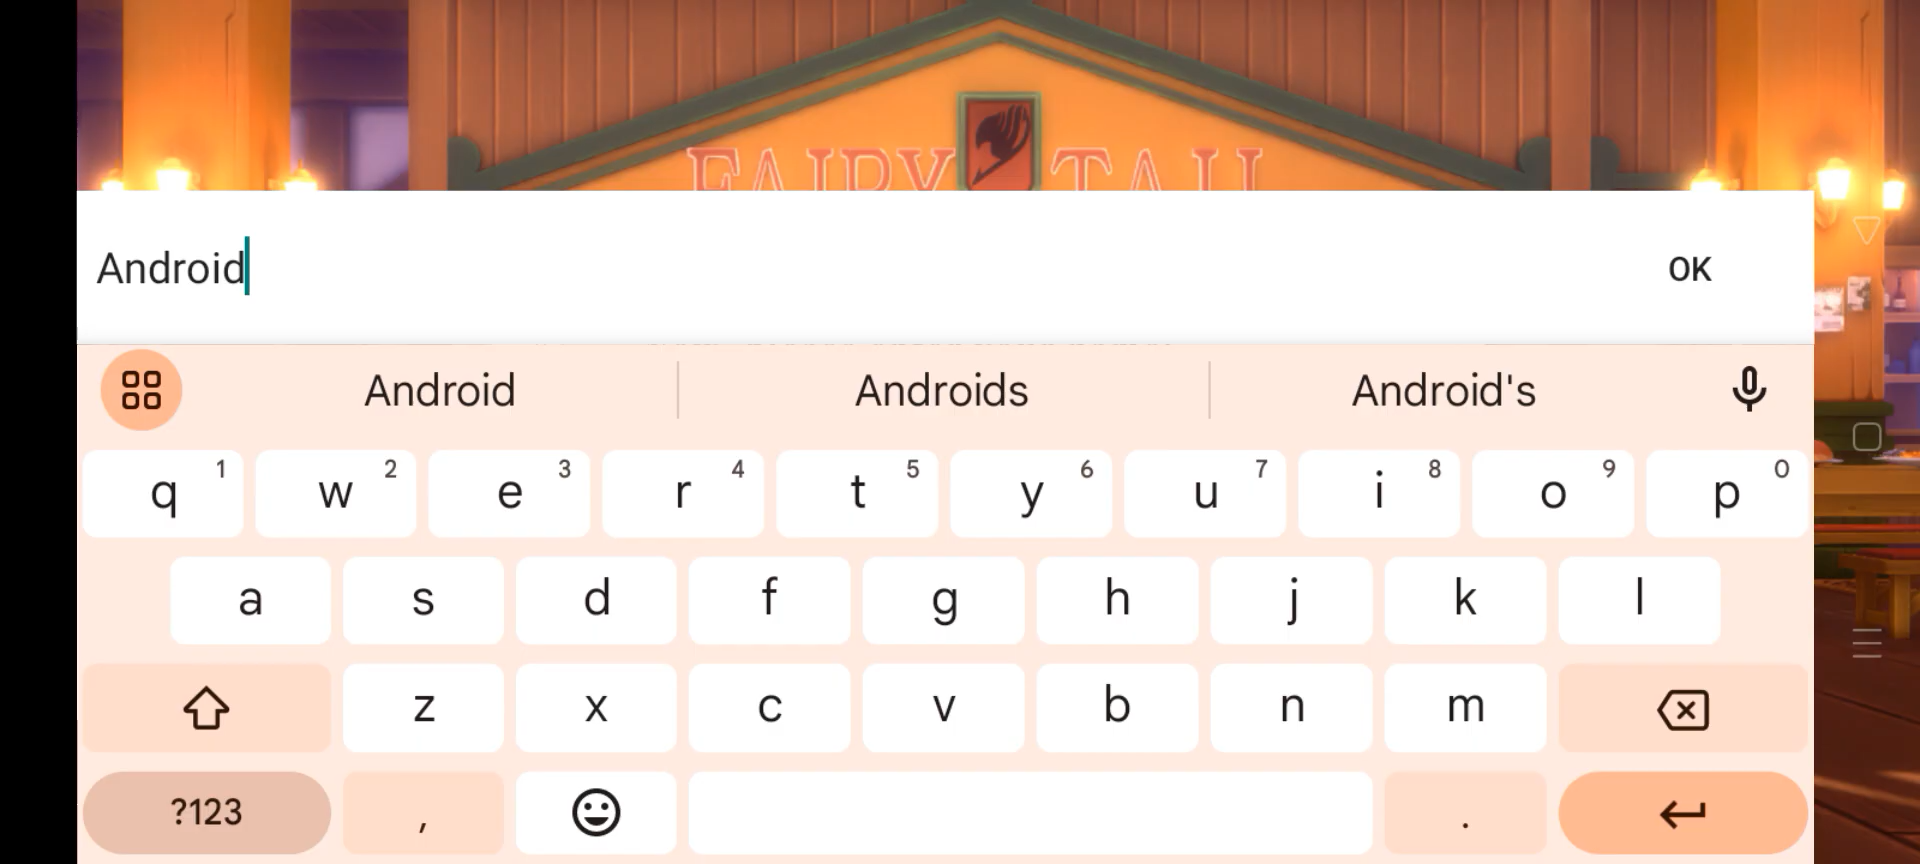 FAIRY TAIL
Android
OK
Android Androids Android's
q 1 w 2 e 3 r 4 t 5 y 6 u 7 i 8 o 9 p 0
a s d f g h j k l
z x c v b n m
?123 , .